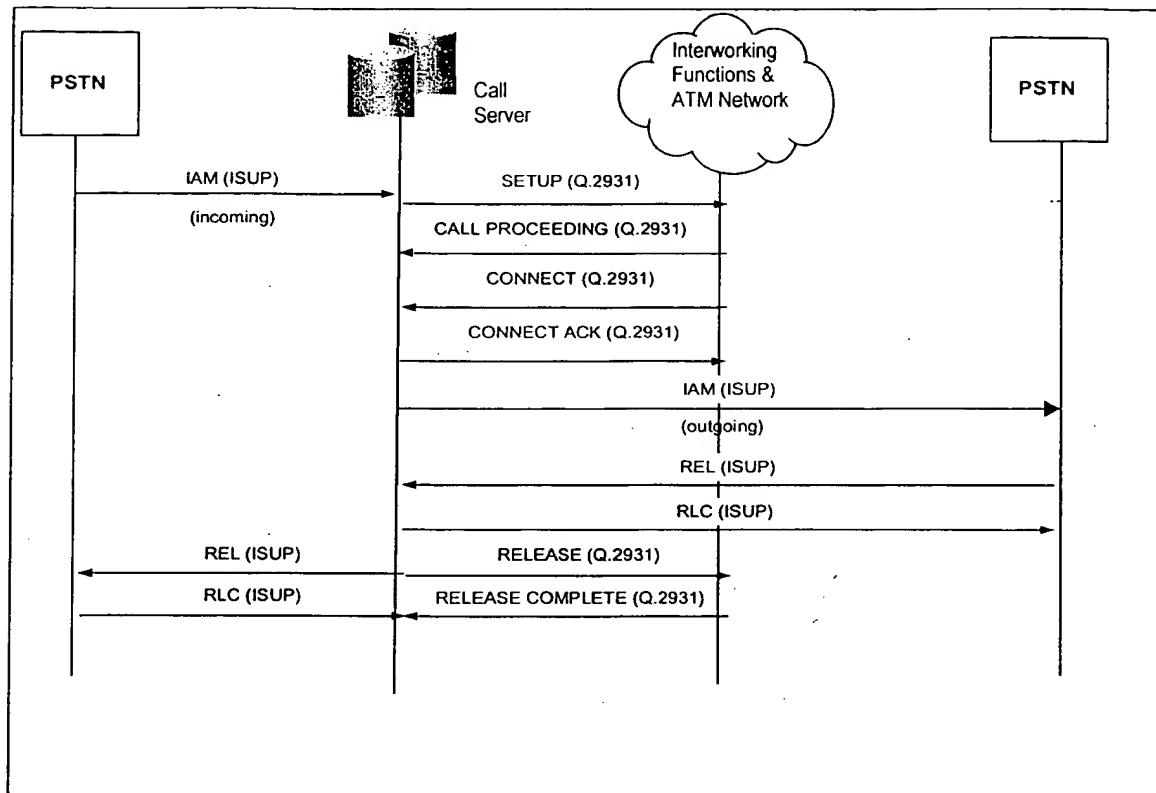 PSTN
Call
Server
Interworking
Functions &
ATM Network
PSTN
IAM (ISUP)
(incoming)
SETUP (Q.2931)
CALL PROCEEDING (Q.2931)
CONNECT (Q.2931)
CONNECT ACK (Q.2931)
IAM (ISUP)
(outgoing)
REL (ISUP)
RLC (ISUP)
REL (ISUP)
RELEASE (Q.2931)
RLC (ISUP)
RELEASE COMPLETE (Q.2931)